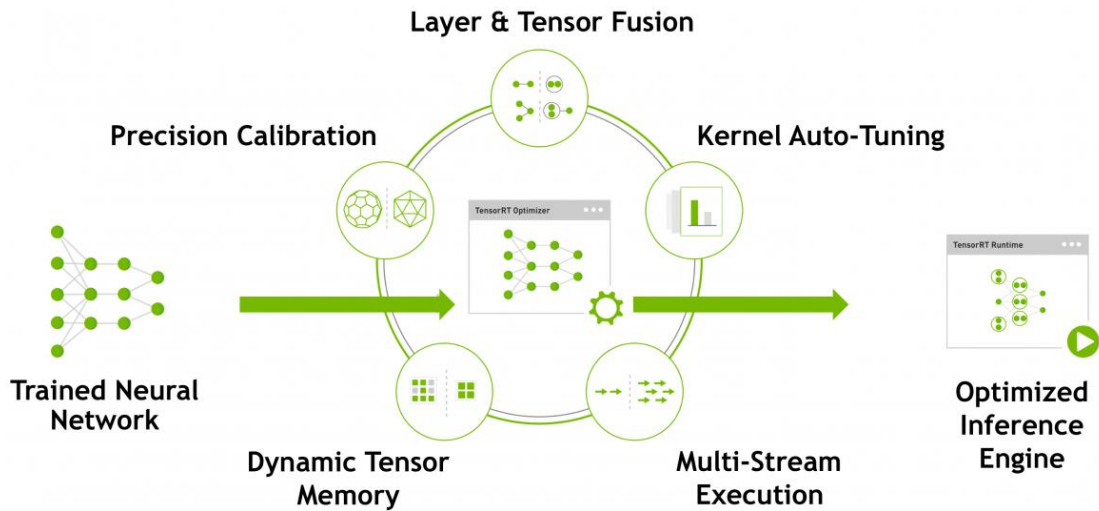 Layer & Tensor Fusion
Precision Calibration
Kernel Auto-Tuning
TensorRT Optimizer
TensorRT Runtime
Trained Neural
Network
Dynamic Tensor
Memory
Multi-Stream
Execution
Optimized
Inference
Engine